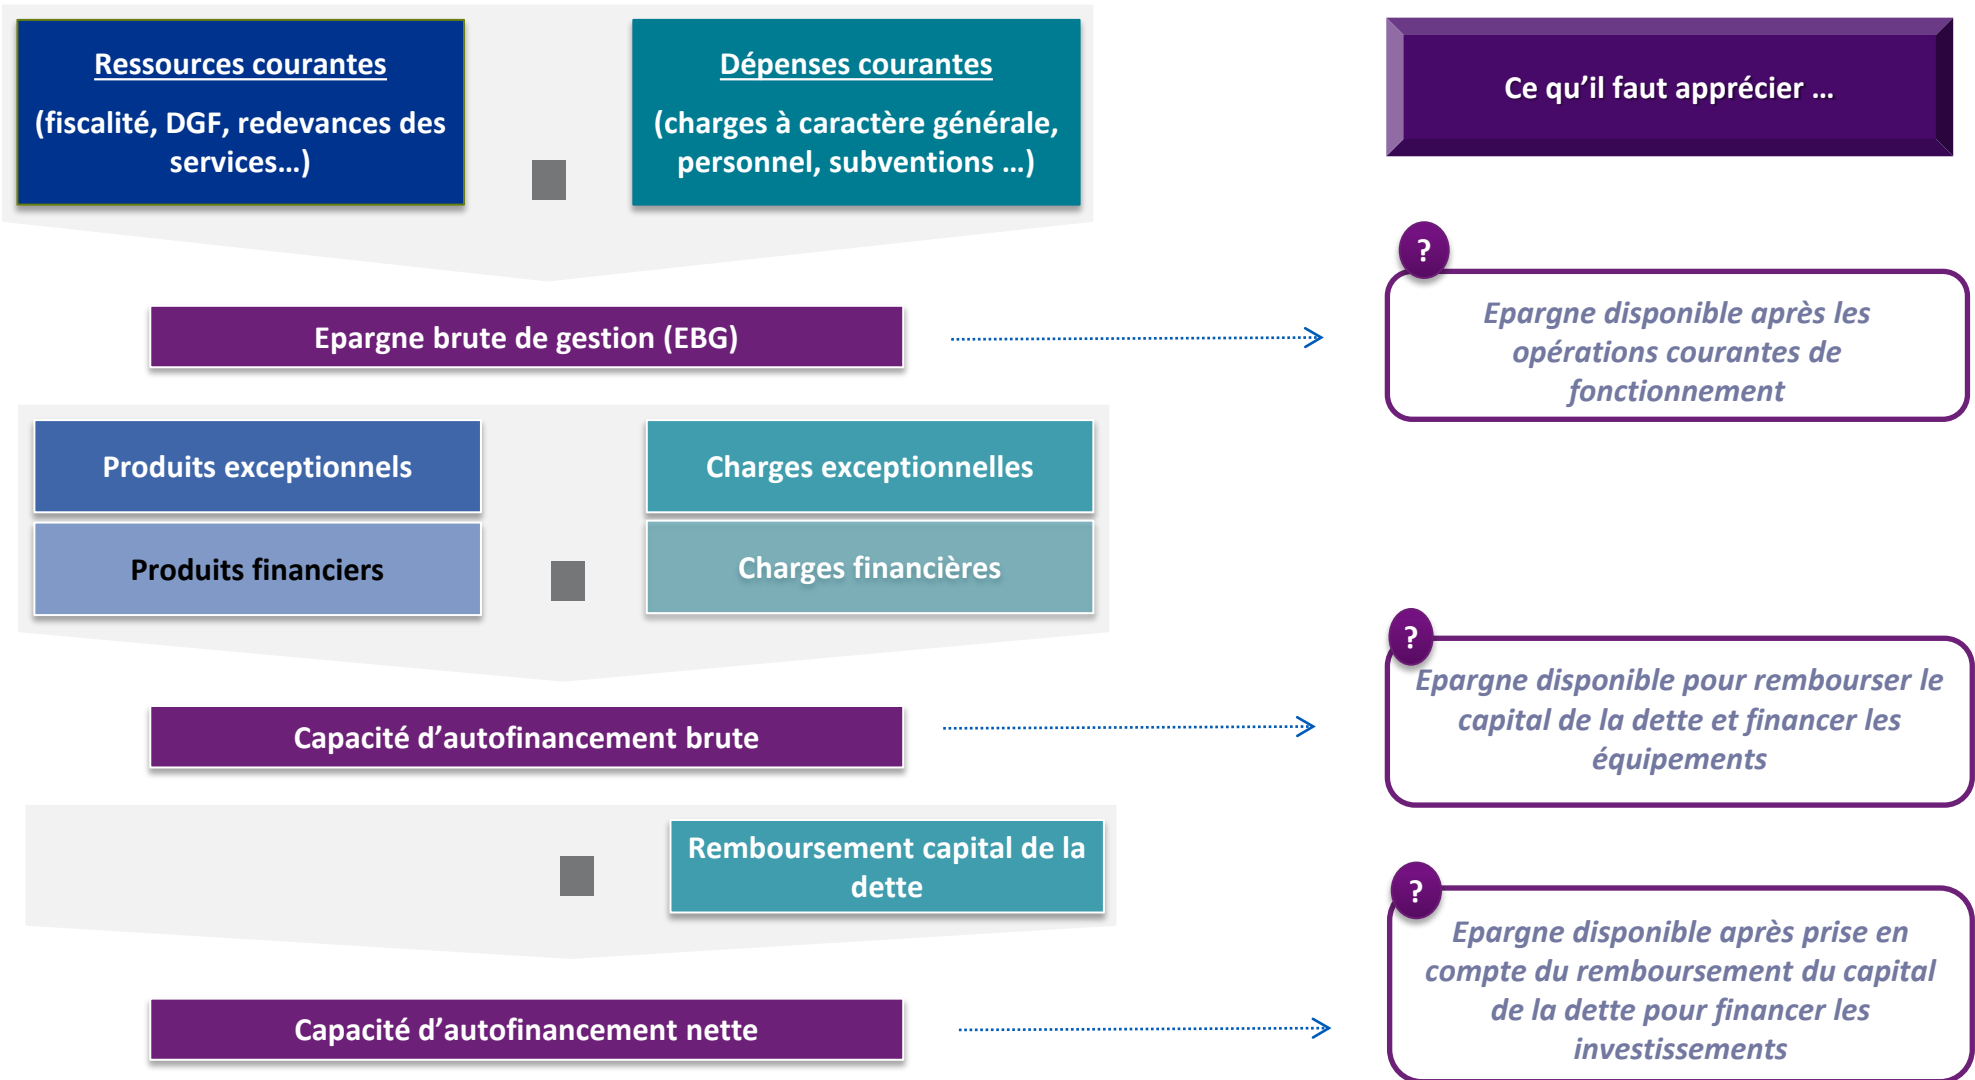 Ressources courantes
(fiscalité, DGF, redevances des
services…)
Dépenses courantes
(charges à caractère générale,
personnel, subventions …)
Ce qu’il faut apprécier …
Epargne brute de gestion (EBG)
?
Epargne disponible après les
opérations courantes de
fonctionnement
Produits exceptionnels
Charges exceptionnelles
Produits financiers
Charges financières
Capacité d’autofinancement brute
?
Epargne disponible pour rembourser le
capital de la dette et financer les
équipements
Remboursement capital de la
dette
Capacité d’autofinancement nette
?
Epargne disponible après prise en
compte du remboursement du capital
de la dette pour financer les
investissements